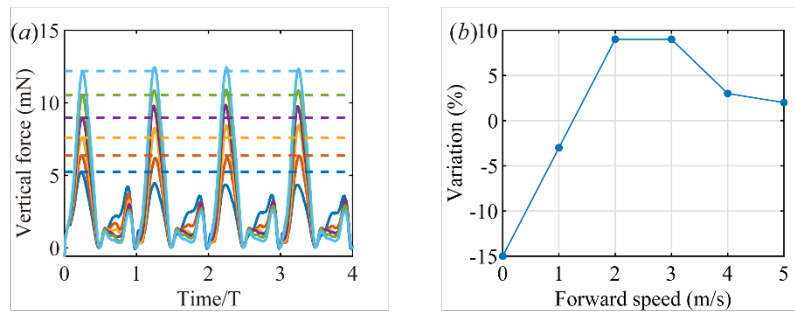 (a)
15
10
5
0
Vertical force (mN)
0 1 2 3 4
Time/T
(b)
10
5
0
-5
-10
-15
Variation (%)
0 1 2 3 4 5
Forward speed (m/s)